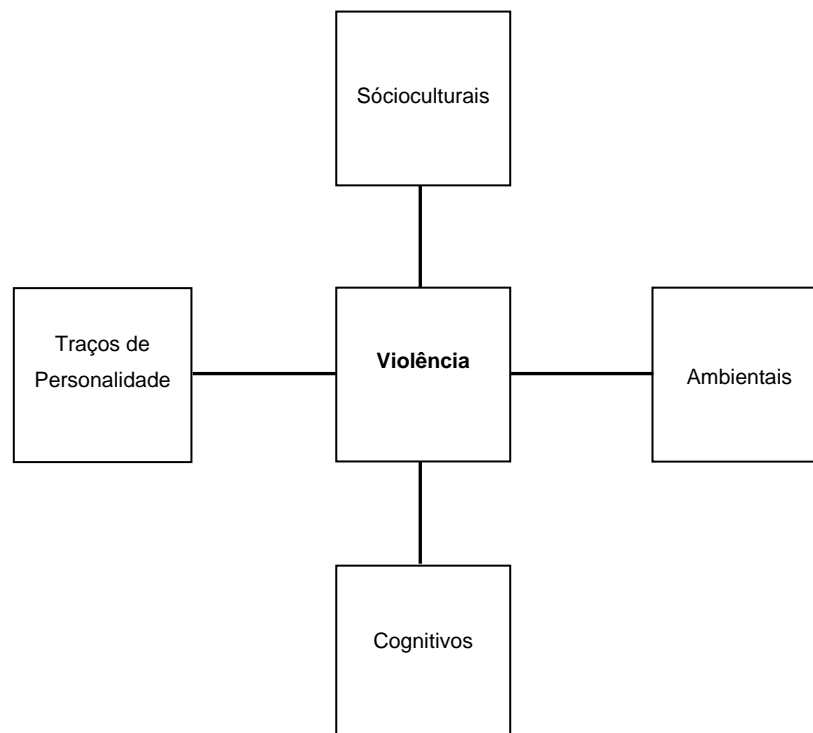 Sócioculturais
Traços de
Personalidade
Violência
Ambientais
Cognitivos